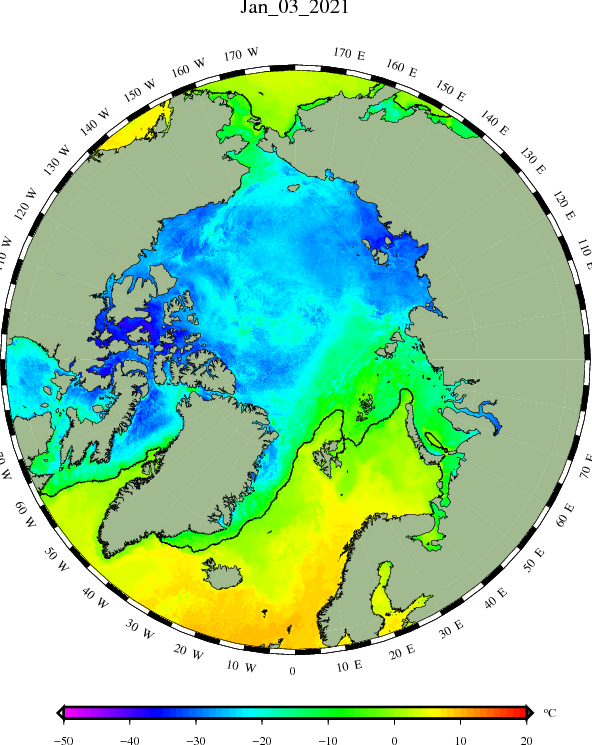 Jan_03_2021
170 W
170 E
160 W
160 E
150 W
150 E
140 W
140 E
130 W
130 E
120 W
120 E
110 E
70 E
60 W
60 E
50 W
50 E
40 W
40 E
30 W
30 E
20 W
20 E
10 W
10 E
0
°C
−50 −40 −30 −20 −10 0 10 20